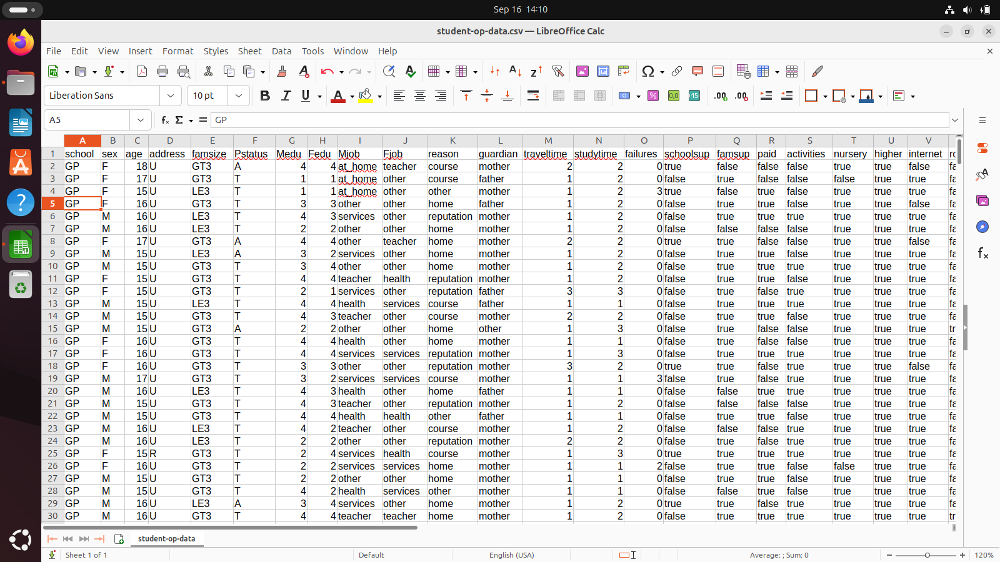 Sep 16 14:10
student-op-data.csv — LibreOffice Calc
File Edit View Insert Format Styles Sheet Data Tools Window Help
Liberation Sans 10 pt
A5 GP
A B C D E F G H I J K L M N O P Q R S T U V
1 school sex age address famsize Pstatus Medu Fedu Mjob Fjob reason guardian traveltime studytime failures schoolsup famsup paid activities nursery higher internet
2 GP F 18 U GT3 A 4 4 at_home teacher course mother 2 2 0 true false false false true true false
3 GP F 17 U GT3 T 1 1 at_home other course father 1 2 0 false true false false false true true
4 GP F 15 U LE3 T 1 1 at_home other other mother 1 2 3 true false true false true true true
5 GP F 16 U GT3 T 3 3 other other home father 1 2 0 false true true false true true false
6 GP M 16 U LE3 T 4 3 services other reputation mother 1 2 0 false true true true true true true
7 GP M 16 U LE3 T 2 2 other other home mother 1 2 0 false false false false true true true
8 GP F 17 U GT3 A 4 4 other teacher home mother 2 2 0 true true false false true true false
9 GP M 15 U LE3 A 3 2 services other home mother 1 2 0 false true true false true true true
10 GP M 15 U GT3 T 3 4 other other home mother 1 2 0 false true true true true true true
11 GP F 15 U GT3 T 4 4 teacher health reputation mother 1 2 0 false true true false true true true
12 GP F 15 U GT3 T 2 1 services other reputation father 3 3 0 false true false true true true true
13 GP M 15 U LE3 T 4 4 health services course father 1 1 0 false true true true true true true
14 GP M 15 U GT3 T 4 3 teacher other course mother 2 2 0 false true true false true true true
15 GP M 15 U GT3 A 2 2 other other home other 1 3 0 false true false false true true true
16 GP F 16 U GT3 T 4 4 health other home mother 1 1 0 false true false false true true true
17 GP F 16 U GT3 T 4 4 services services reputation mother 1 3 0 false true true true true true true
18 GP F 16 U GT3 T 3 3 other other reputation mother 3 2 0 true true false true true true false
19 GP M 17 U GT3 T 3 2 services services course mother 1 1 3 false true true true true true true
20 GP M 16 U LE3 T 4 3 health other home father 1 1 0 false false true true true true true
21 GP M 15 U GT3 T 4 3 teacher other reputation mother 1 2 0 false false false false true true true
22 GP M 15 U GT3 T 4 4 health health other father 1 1 0 false true true false true true true
23 GP M 16 U LE3 T 4 2 teacher other course mother 1 2 0 false false false true true true true
24 GP M 16 U LE3 T 2 2 other other reputation mother 2 2 0 false true false true true true true
25 GP F 15 R GT3 T 2 4 services health course mother 1 3 0 true true true true true true true
26 GP F 16 U GT3 T 2 2 services services home mother 1 1 2 false true true false false true true
27 GP M 15 U GT3 T 2 2 other other home mother 1 1 0 false true true false true true true
28 GP M 15 U GT3 T 4 2 health services other mother 1 1 0 false false true false true true true
29 GP M 16 U LE3 A 3 4 services other home mother 1 2 0 true true false true true true true
30 GP M 16 U GT3 T 4 4 teacher teacher home mother 1 2 0 false true true true true true true
student-op-data
Sheet 1 of 1 Default English (USA) Average: ; Sum: 0 120%